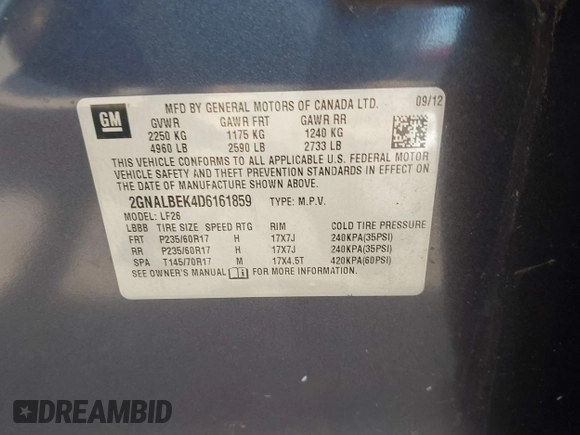 GM
MFD BY GENERAL MOTORS OF CANADA LTD. 09/12
GVWR GAWR FRT GAWR RR
2250 KG 1175 KG 1240 KG
4960 LB 2590 LB 2733 LB
THIS VEHICLE CONFORMS TO ALL APPLICABLE U.S. FEDERAL MOTOR
VEHICLE SAFETY AND THEFT PREVENTION STANDARDS IN EFFECT ON
THE DATE OF MANUFACTURE SHOWN ABOVE.
2GNALBEK4D6161859 TYPE: M.P.V.
MODEL: LF26
LBBB TIRE SIZE SPEED RTG RIM COLD TIRE PRESSURE
FRT P235/60R17 H 17X7J 240KPA(35PSI)
RR P235/60R17 H 17X7J 240KPA(35PSI)
SPA T145/70R17 M 17X4.5T 420KPA(60PSI)
SEE OWNER'S MANUAL FOR MORE INFORMATION.
DREAMBID